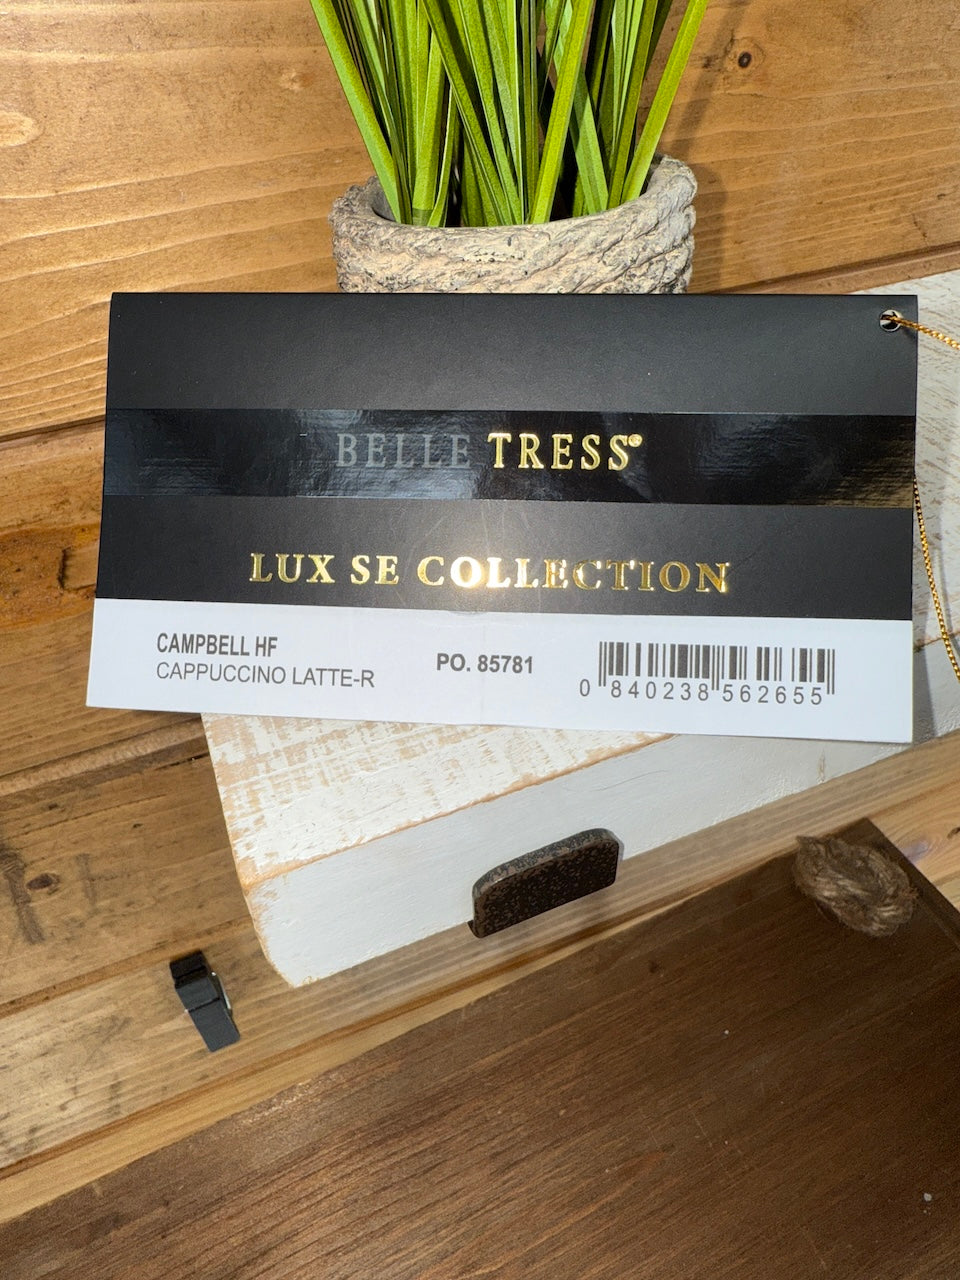 BELLE TRESS®
LUX SE COLLECTION
CAMPBELL HF
CAPPUCCINO LATTE-R
PO. 85781
0 840238 562655